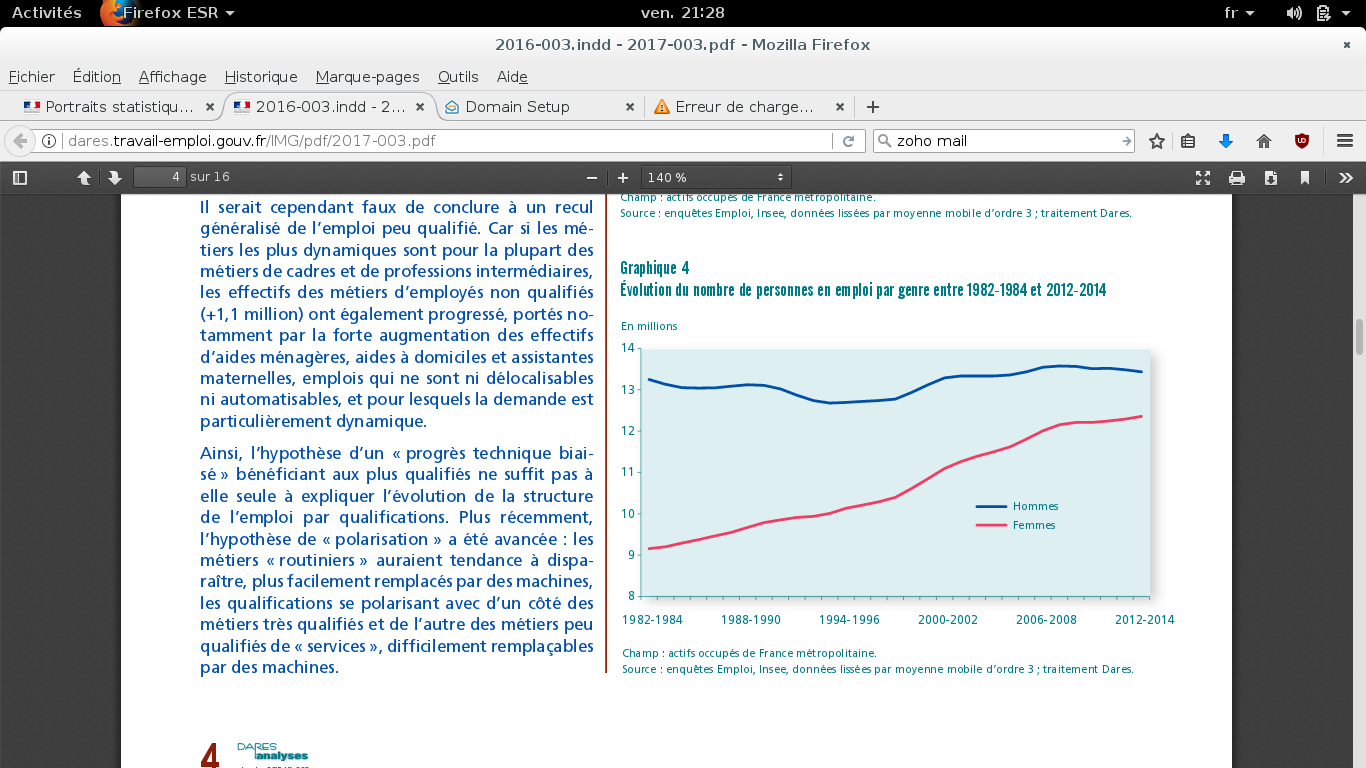 Activités Firefox ESR ven. 21:28 fr
2016-003.indd - 2017-003.pdf - Mozilla Firefox
Fichier Édition Affichage Historique Marque-pages Outils Aide
Portraits statistiqu... 2016-003.indd - 2... Domain Setup Erreur de charge...
dares.travail-emploi.gouv.fr/IMG/pdf/2017-003.pdf zoho mail
4 sur 16 140 %
Il serait cependant faux de conclure à un recul
généralisé de l’emploi peu qualifié. Car si les mé-
tiers les plus dynamiques sont pour la plupart des
métiers de cadres et de professions intermédiaires,
les effectifs des métiers d’employés non qualifiés
(+1,1 million) ont également progressé, portés no-
tamment par la forte augmentation des effectifs
d’aides ménagères, aides à domiciles et assistantes
maternelles, emplois qui ne sont ni délocalisables
ni automatisables, et pour lesquels la demande est
particulièrement dynamique.
Ainsi, l’hypothèse d’un « progrès technique biai-
sé » bénéficiant aux plus qualifiés ne suffit pas à
elle seule à expliquer l’évolution de la structure
de l’emploi par qualifications. Plus récemment,
l’hypothèse de « polarisation » a été avancée : les
métiers « routiniers » auraient tendance à dispa-
raître, plus facilement remplacés par des machines,
les qualifications se polarisant avec d’un côté des
métiers très qualifiés et de l’autre des métiers peu
qualifiés de « services », difficilement remplaçables
par des machines.
Champ : actifs occupés de France métropolitaine.
Source : enquêtes Emploi, Insee, données lissées par moyenne mobile d’ordre 3 ; traitement Dares.
Graphique 4
Évolution du nombre de personnes en emploi par genre entre 1982-1984 et 2012-2014
En millions
14
13
12
11
10
9
8
Hommes
Femmes
1982-1984 1988-1990 1994-1996 2000-2002 2006-2008 2012-2014
Champ : actifs occupés de France métropolitaine.
Source : enquêtes Emploi, Insee, données lissées par moyenne mobile d’ordre 3 ; traitement Dares.
4 DARES
analyses